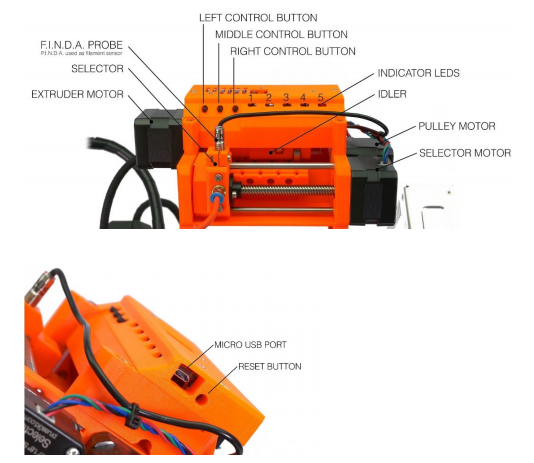 LEFT CONTROL BUTTON
MIDDLE CONTROL BUTTON
RIGHT CONTROL BUTTON
F.I.N.D.A. PROBE
P.I.N.D.A. used as filament sensor
SELECTOR
EXTRUDER MOTOR
1 2 3 4 5
INDICATOR LEDS
IDLER
PULLEY MOTOR
SELECTOR MOTOR
MICRO USB PORT
RESET BUTTON
Selecto